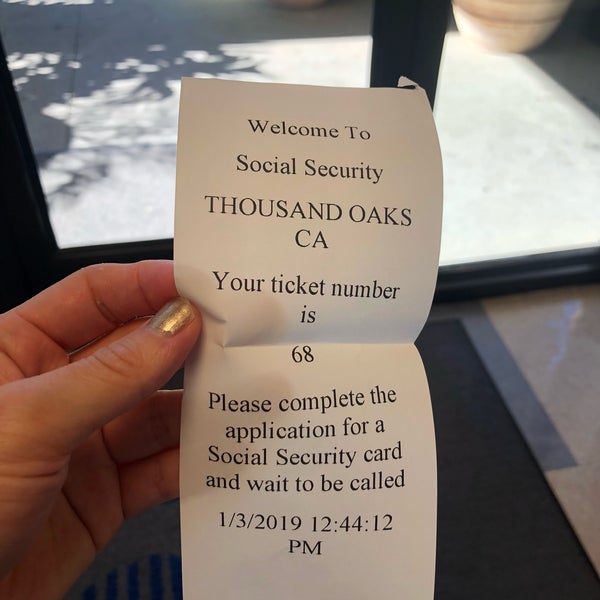 Welcome To
Social Security
THOUSAND OAKS
CA
Your ticket number
is
68
Please complete the
application for a
Social Security card
and wait to be called
1/3/2019 12:44:12
PM